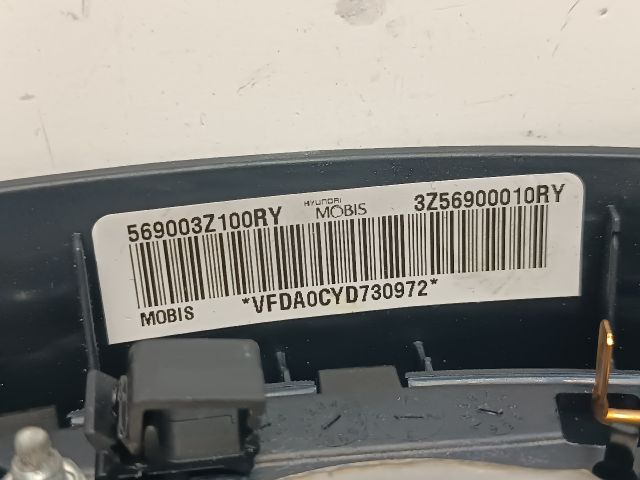 569003Z100RY HYUNDAI MOBIS 3Z56900010RY
*VFDA0CYD730972*
MOBIS